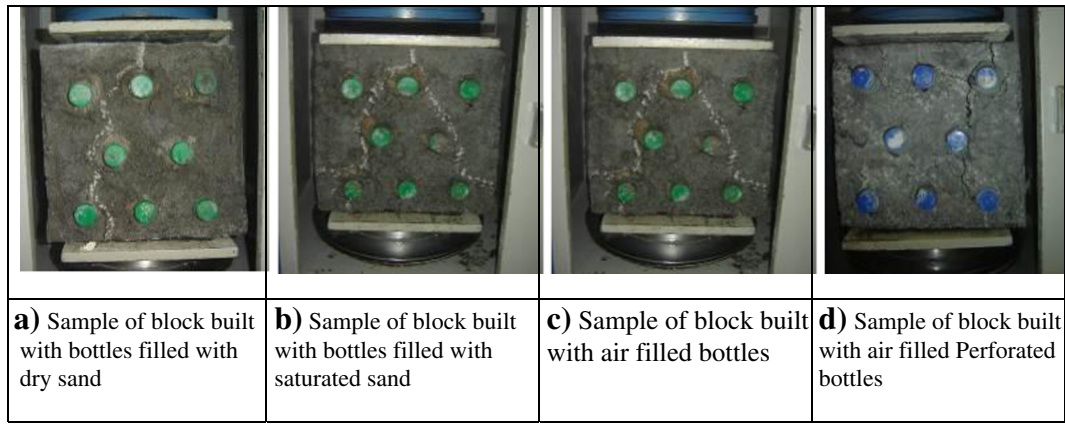 a) Sample of block built
with bottles filled with
dry sand
b) Sample of block built
with bottles filled with
saturated sand
c) Sample of block built
with air filled bottles
d) Sample of block built
with air filled Perforated
bottles